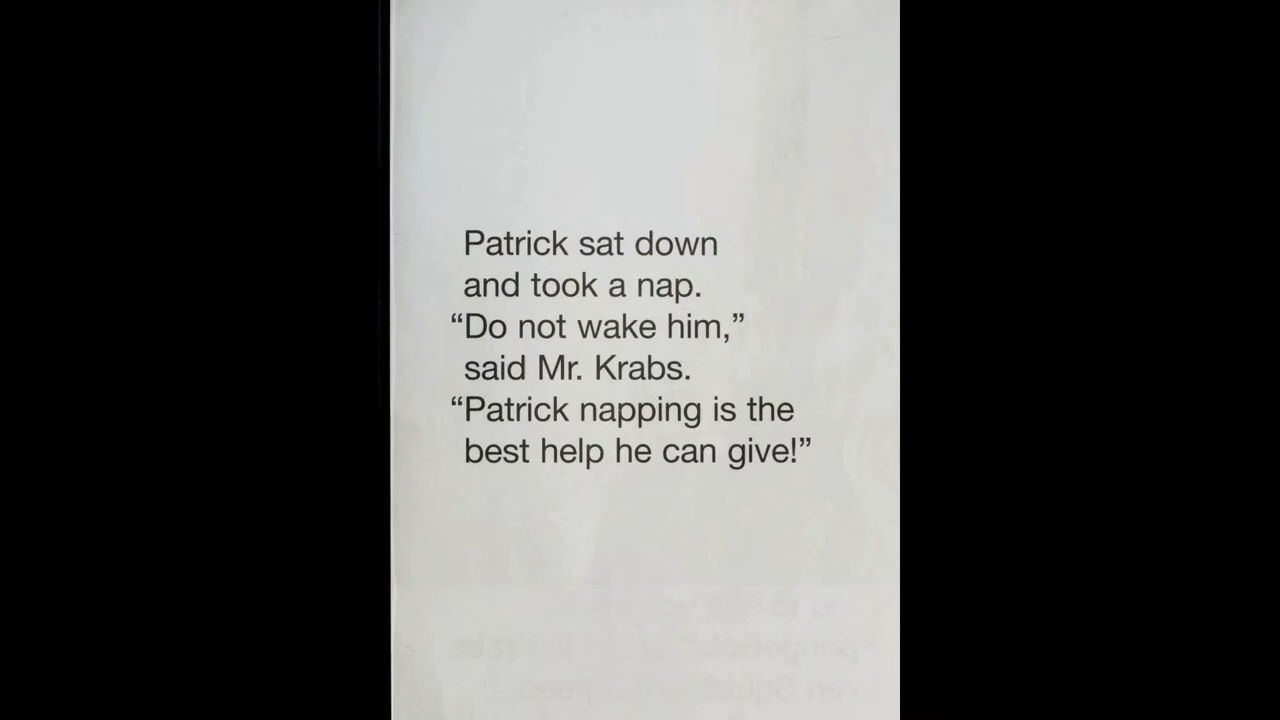 Patrick sat down
and took a nap.
“Do not wake him,”
said Mr. Krabs.
“Patrick napping is the
best help he can give!”